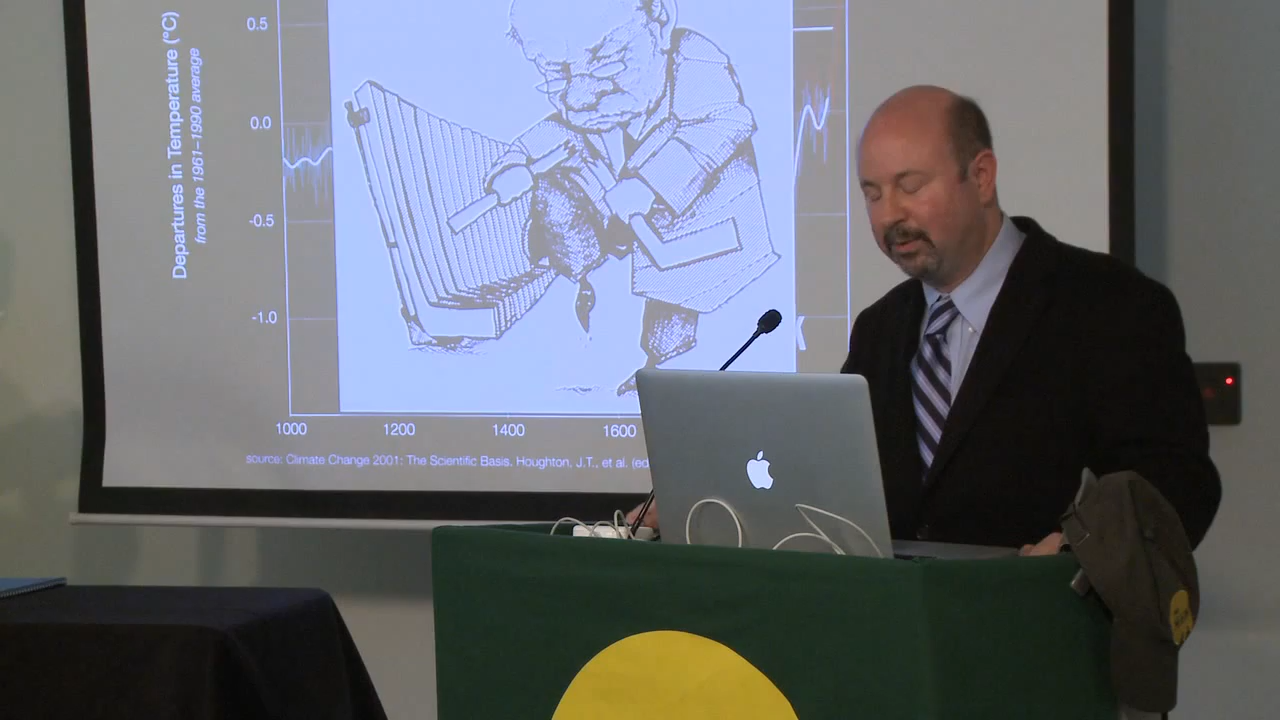 Departures in Temperature (°C)
from the 1961–1990 average
0.5
0.0
-0.5
-1.0
1000
1200
1400
1600
source: Climate Change 2001: The Scientific Basis. Houghton, J.T., et al. (ed